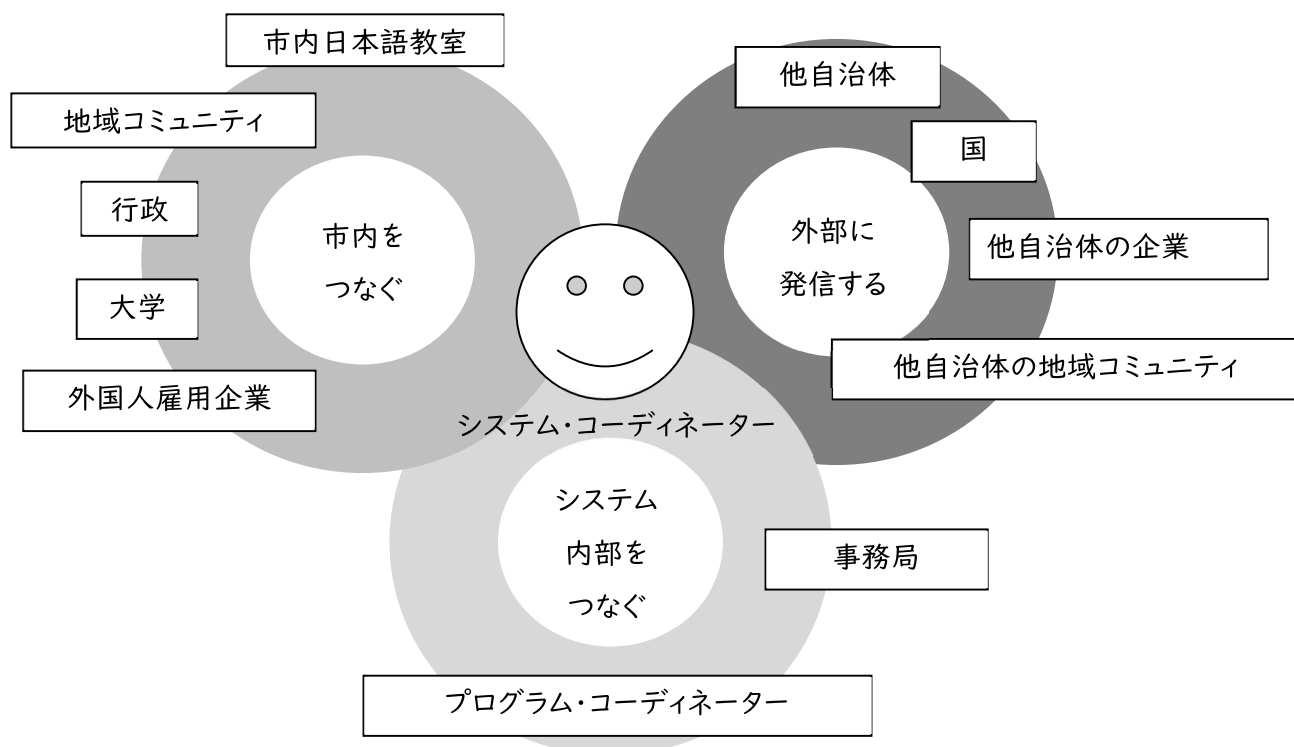 市内日本語教室
地域コミュニティ
行政
大学
外国人雇用企業
市内を
つなぐ
他自治体
国
他自治体の企業
他自治体の地域コミュニティ
外部に
発信する
システム・コーディネーター
システム
内部を
つなぐ
事務局
プログラム・コーディネーター